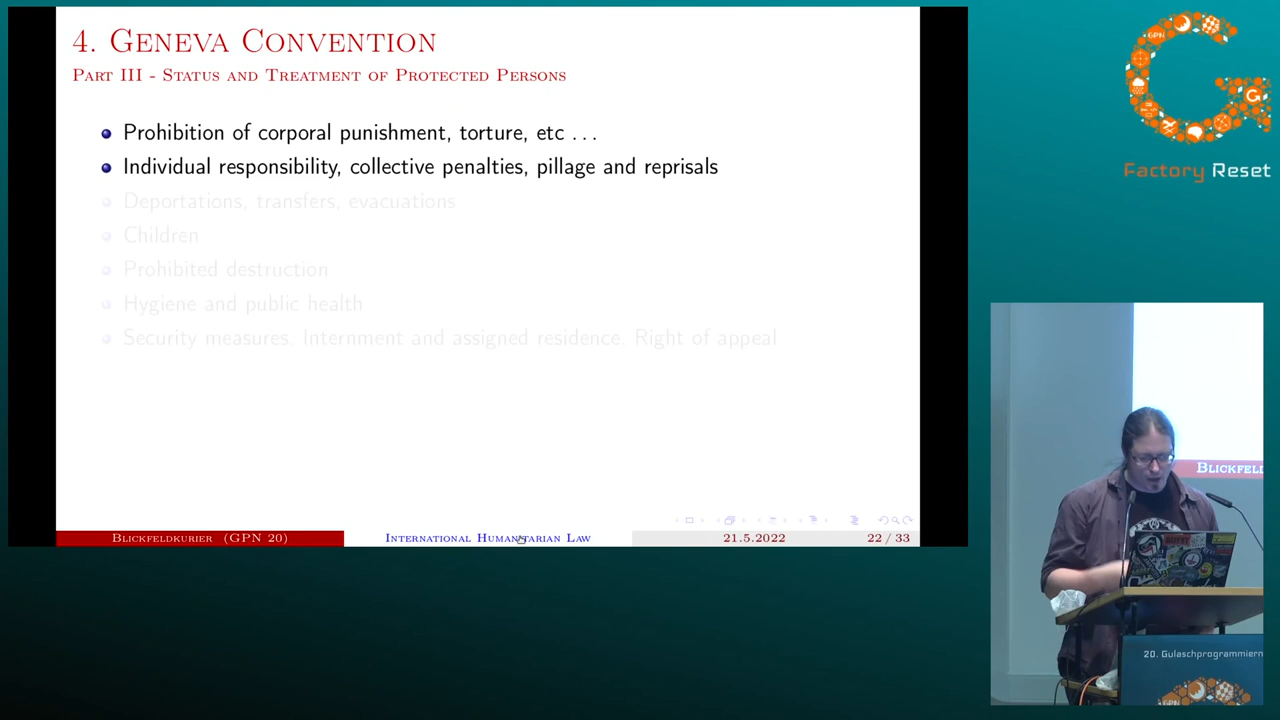 4. Geneva Convention
Part III - Status and Treatment of Protected Persons
Prohibition of corporal punishment, torture, etc ...
Individual responsibility, collective penalties, pillage and reprisals
Deportations, transfers, evacuations
Children
Prohibited destruction
Hygiene and public health
Security measures. Internment and assigned residence. Right of appeal
Blickfeldkurier (GPN 20)
International Humanitarian Law
21.5.2022
22 / 33
GPN
G
Factory Reset
Blickfel
20. Gulaschprogrammiern
GPN